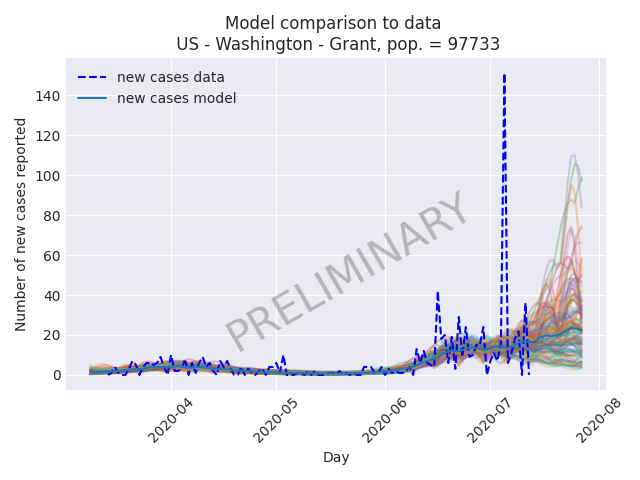 Model comparison to data
US - Washington - Grant, pop. = 97733
new cases data
new cases model
Number of new cases reported
140
120
100
80
60
40
20
0
PRELIMINARY
2020-04
2020-05
2020-06
2020-07
2020-08
Day